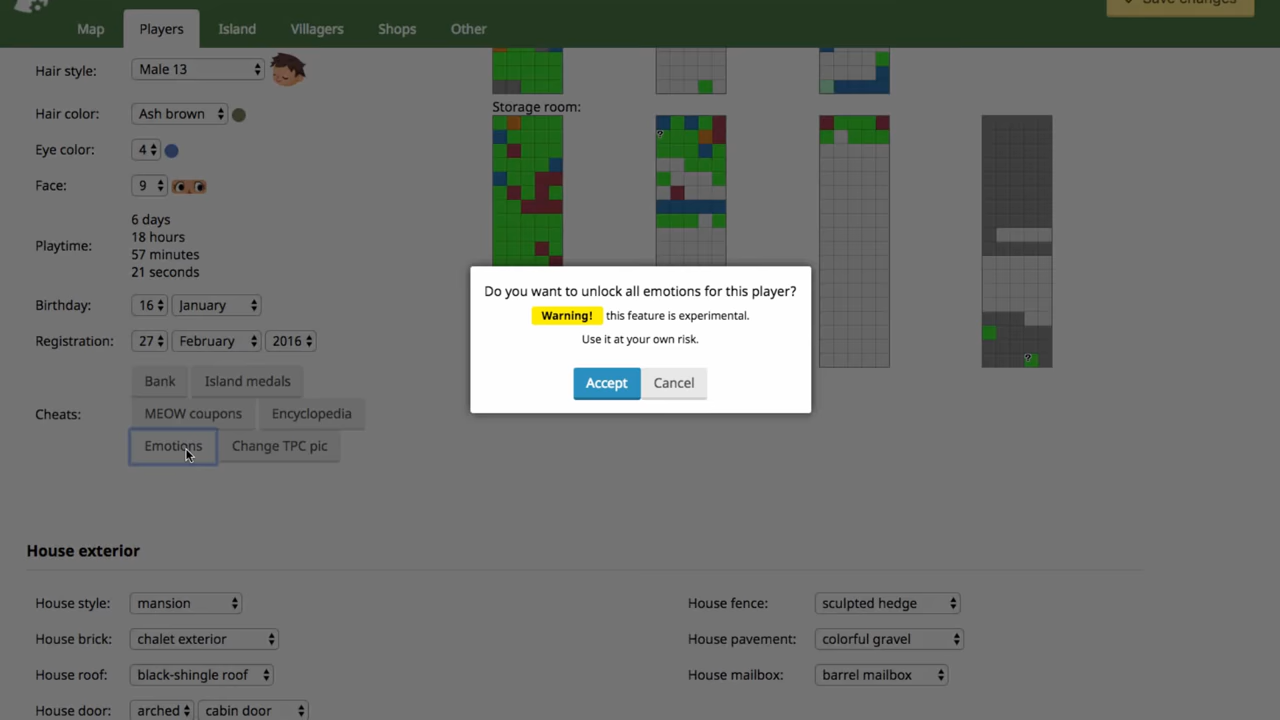 Save changes
Map Players Island Villagers Shops Other
Hair style: Male 13
Storage room:
Hair color: Ash brown
Eye color: 4
Face: 9
Playtime: 6 days
18 hours
57 minutes
21 seconds
Birthday: 16 January
Registration: 27 February 2016
Cheats: Bank Island medals
MEOW coupons Encyclopedia
Emotions Change TPC pic
?
?
Do you want to unlock all emotions for this player?
Warning! this feature is experimental.
Use it at your own risk.
Accept Cancel
House exterior
House style: mansion House fence: sculpted hedge
House brick: chalet exterior House pavement: colorful gravel
House roof: black-shingle roof House mailbox: barrel mailbox
House door: arched cabin door